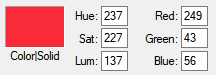 Hue: 237 Red: 249
Sat: 227 Green: 43
Color|Solid Lum: 137 Blue: 56